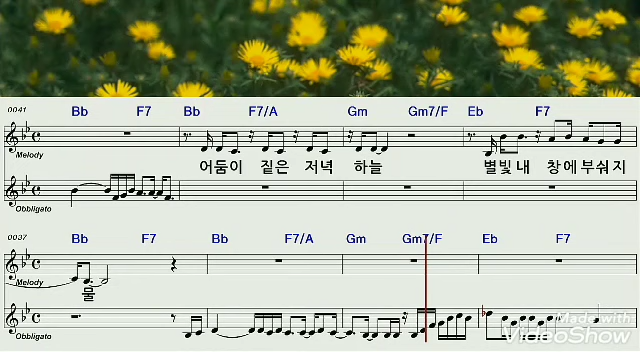 0041 Bb F7 Bb F7/A Gm Gm7/F Eb F7
Melody
어둠이 짙은 저녁 하늘 별빛 내 창에 부숴지
Obbligato
0037 Bb F7 Bb F7/A Gm Gm7/F Eb F7
Melody
물
Obbligato
Made with
VideoShow